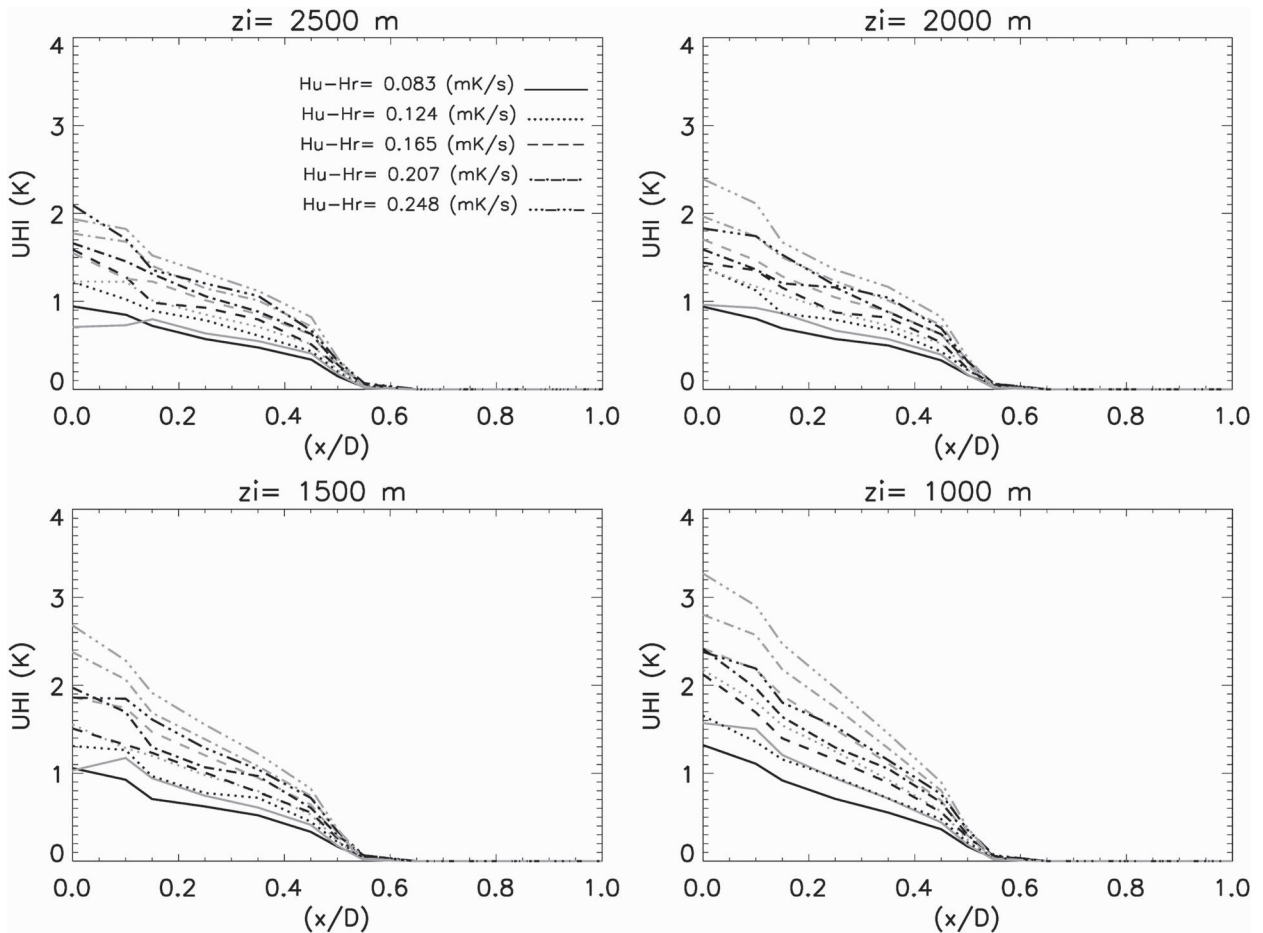 zi= 2500 m
4
3
2
1
0
UHI (K)
Hu-Hr= 0.083 (mK/s)
Hu-Hr= 0.124 (mK/s)
Hu-Hr= 0.165 (mK/s)
Hu-Hr= 0.207 (mK/s)
Hu-Hr= 0.248 (mK/s)
0.0 0.2 0.4 0.6 0.8 1.0
(x/D)
zi= 2000 m
4
3
2
1
0
UHI (K)
0.0 0.2 0.4 0.6 0.8 1.0
(x/D)
zi= 1500 m
4
3
2
1
0
UHI (K)
0.0 0.2 0.4 0.6 0.8 1.0
(x/D)
zi= 1000 m
4
3
2
1
0
UHI (K)
0.0 0.2 0.4 0.6 0.8 1.0
(x/D)